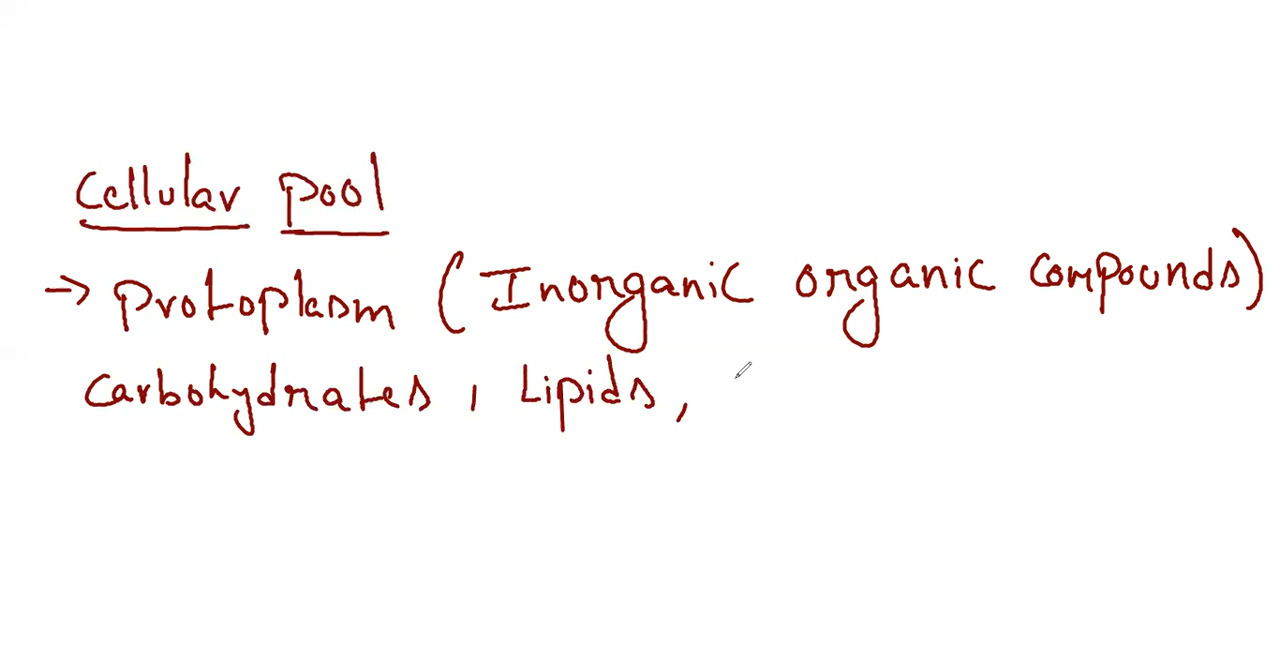 Cellular pool
→ Protoplasm (Inorganic organic compounds)
Carbohydrates, Lipids,